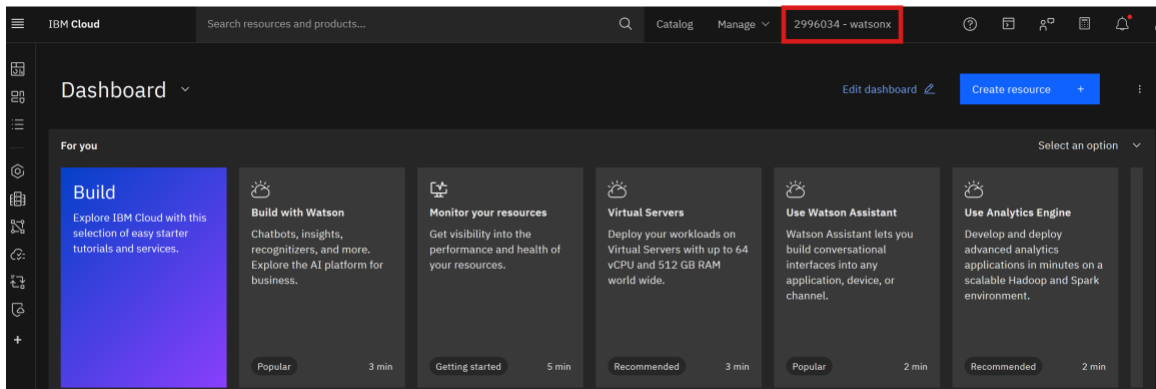 IBM Cloud
Search resources and products...
Catalog
Manage
2996034 - watsonx
Dashboard
Edit dashboard
Create resource +
For you
Select an option
Build
Explore IBM Cloud with this
selection of easy starter
tutorials and services.
Build with Watson
Chatbots, insights,
recognizers, and more.
Explore the AI platform for
business.
Popular
3 min
Monitor your resources
Get visibility into the
performance and health of
your resources.
Getting started
5 min
Virtual Servers
Deploy your workloads on
Virtual Servers with up to 64
vCPU and 512 GB RAM
world wide.
Recommended
3 min
Use Watson Assistant
Watson Assistant lets you
build conversational
interfaces into any
application, device, or
channel.
Popular
2 min
Use Analytics Engine
Develop and deploy
advanced analytics
applications in minutes on a
scalable Hadoop and Spark
environment.
Recommended
2 min